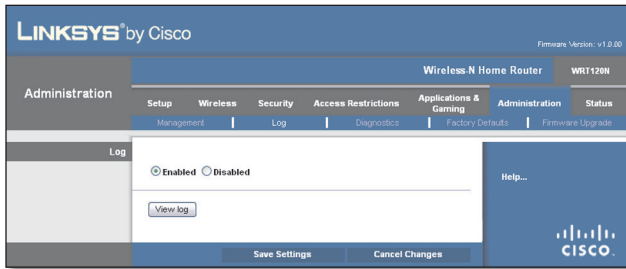 LINKSYS® by Cisco
Firmware Version: v1.0.00
Wireless-N Home Router WRT120N
Administration
Setup Wireless Security Access Restrictions Applications & Gaming Administration Status
Management Log Diagnostics Factory Defaults Firmware Upgrade
Log
Enabled Disabled
Help...
View log
CISCO.
Save Settings Cancel Changes